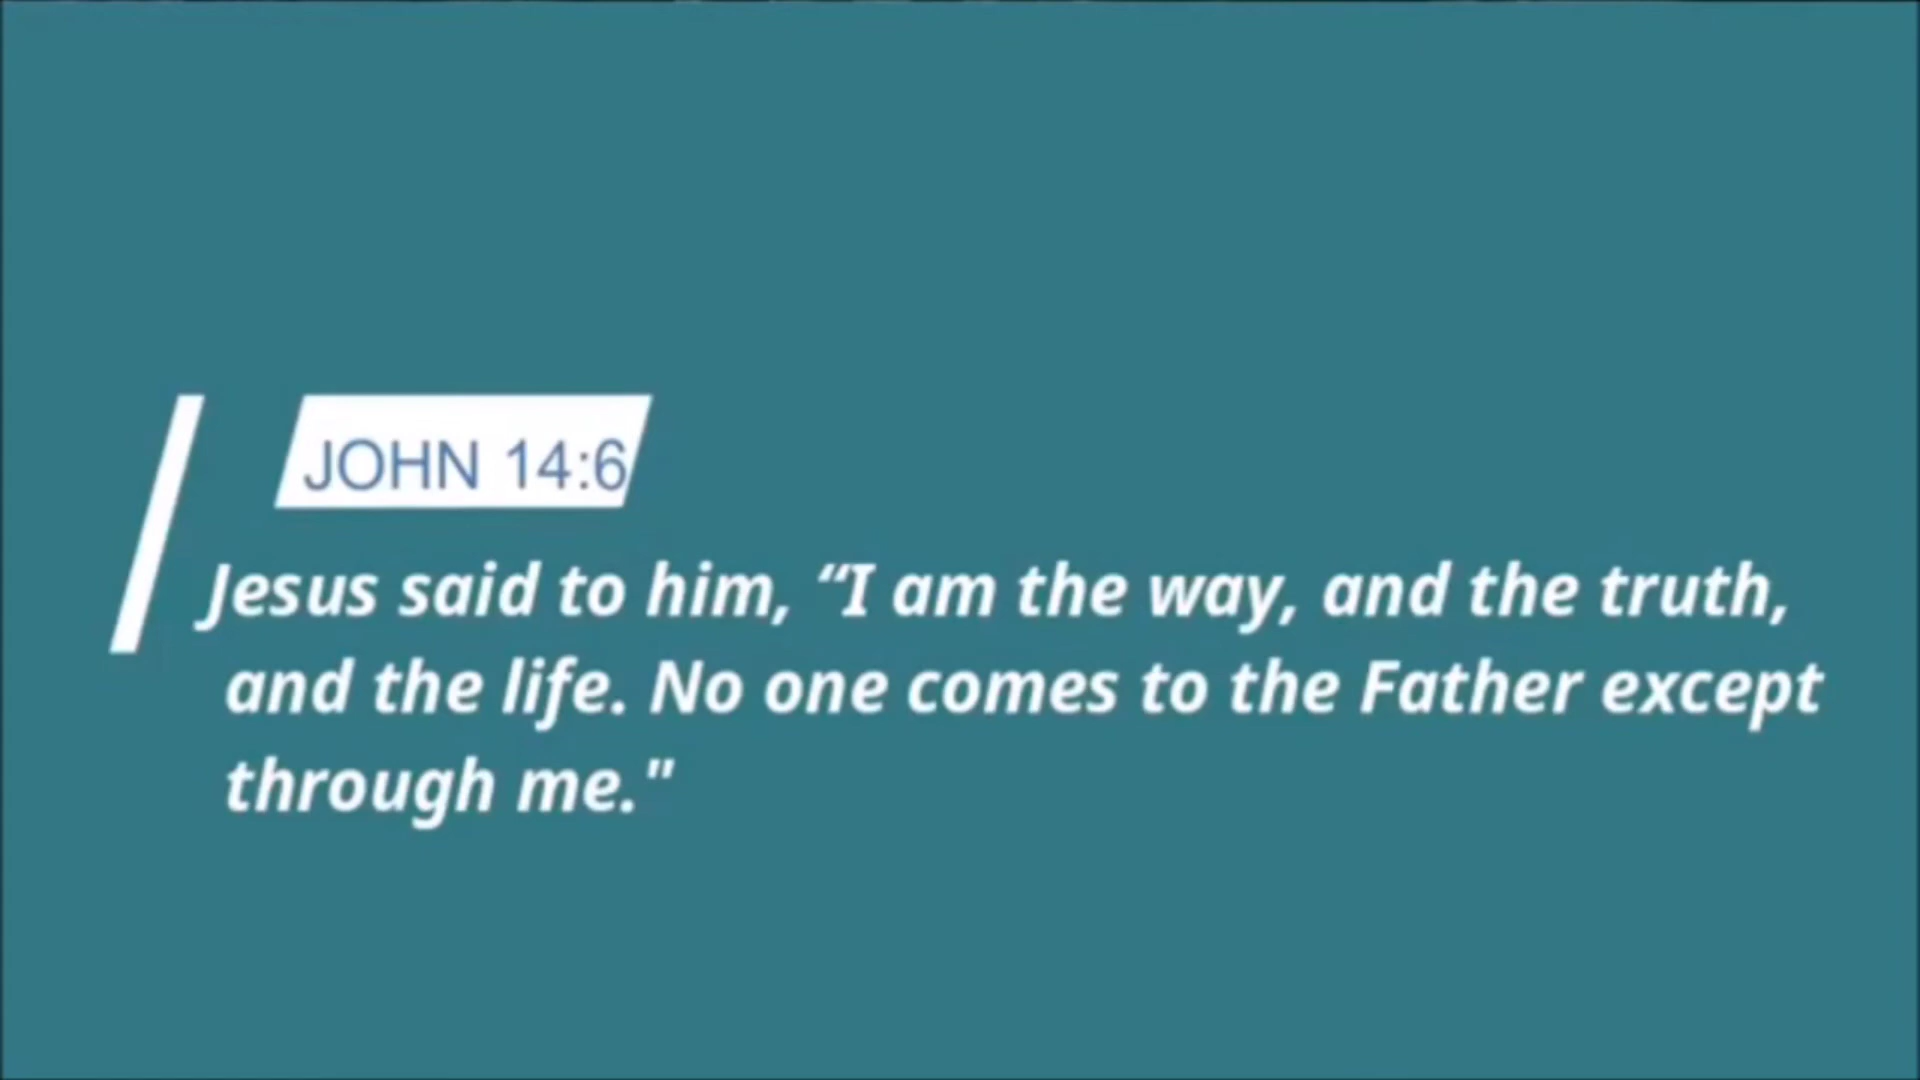 JOHN 14:6
Jesus said to him, “I am the way, and the truth,
and the life. No one comes to the Father except
through me."